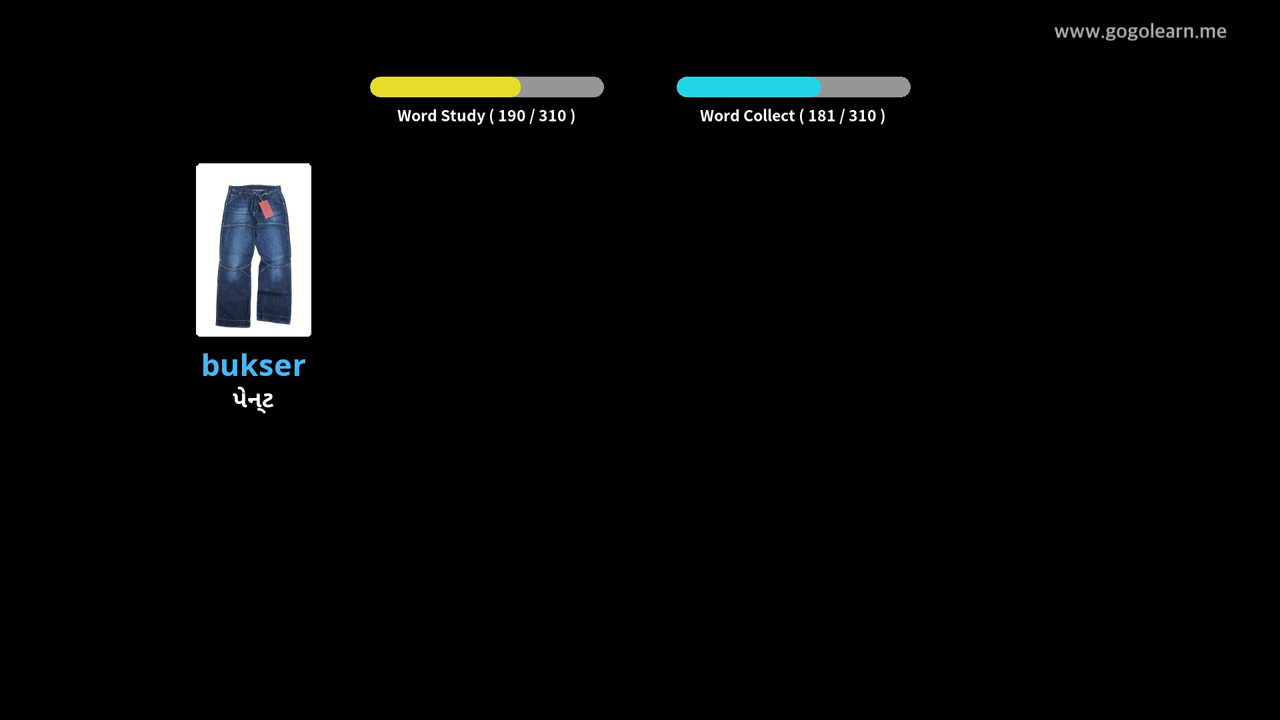 www.gogolearn.me
Word Study ( 190 / 310 )
Word Collect ( 181 / 310 )
bukser
પેન્ટ